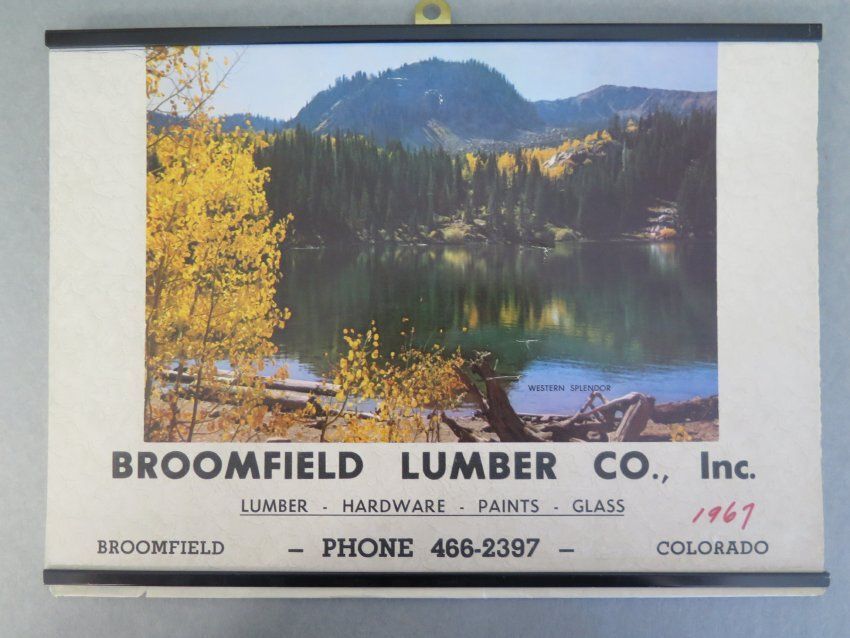 WESTERN SPLENDOR
BROOMFIELD LUMBER CO., Inc.
LUMBER - HARDWARE - PAINTS - GLASS
1967
BROOMFIELD — PHONE 466-2397 — COLORADO